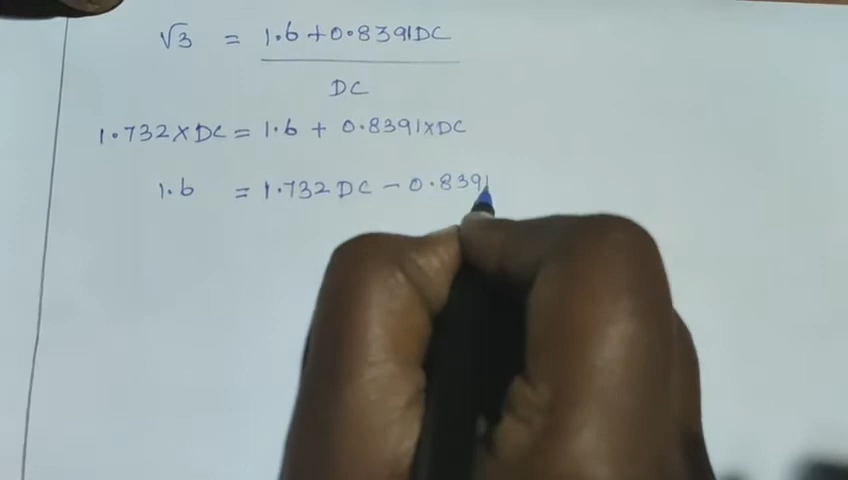 √3 = 1.6 + 0.8391DC
DC
1.732 × DC = 1.6 + 0.8391 × DC
1.6 = 1.732 DC - 0.8391